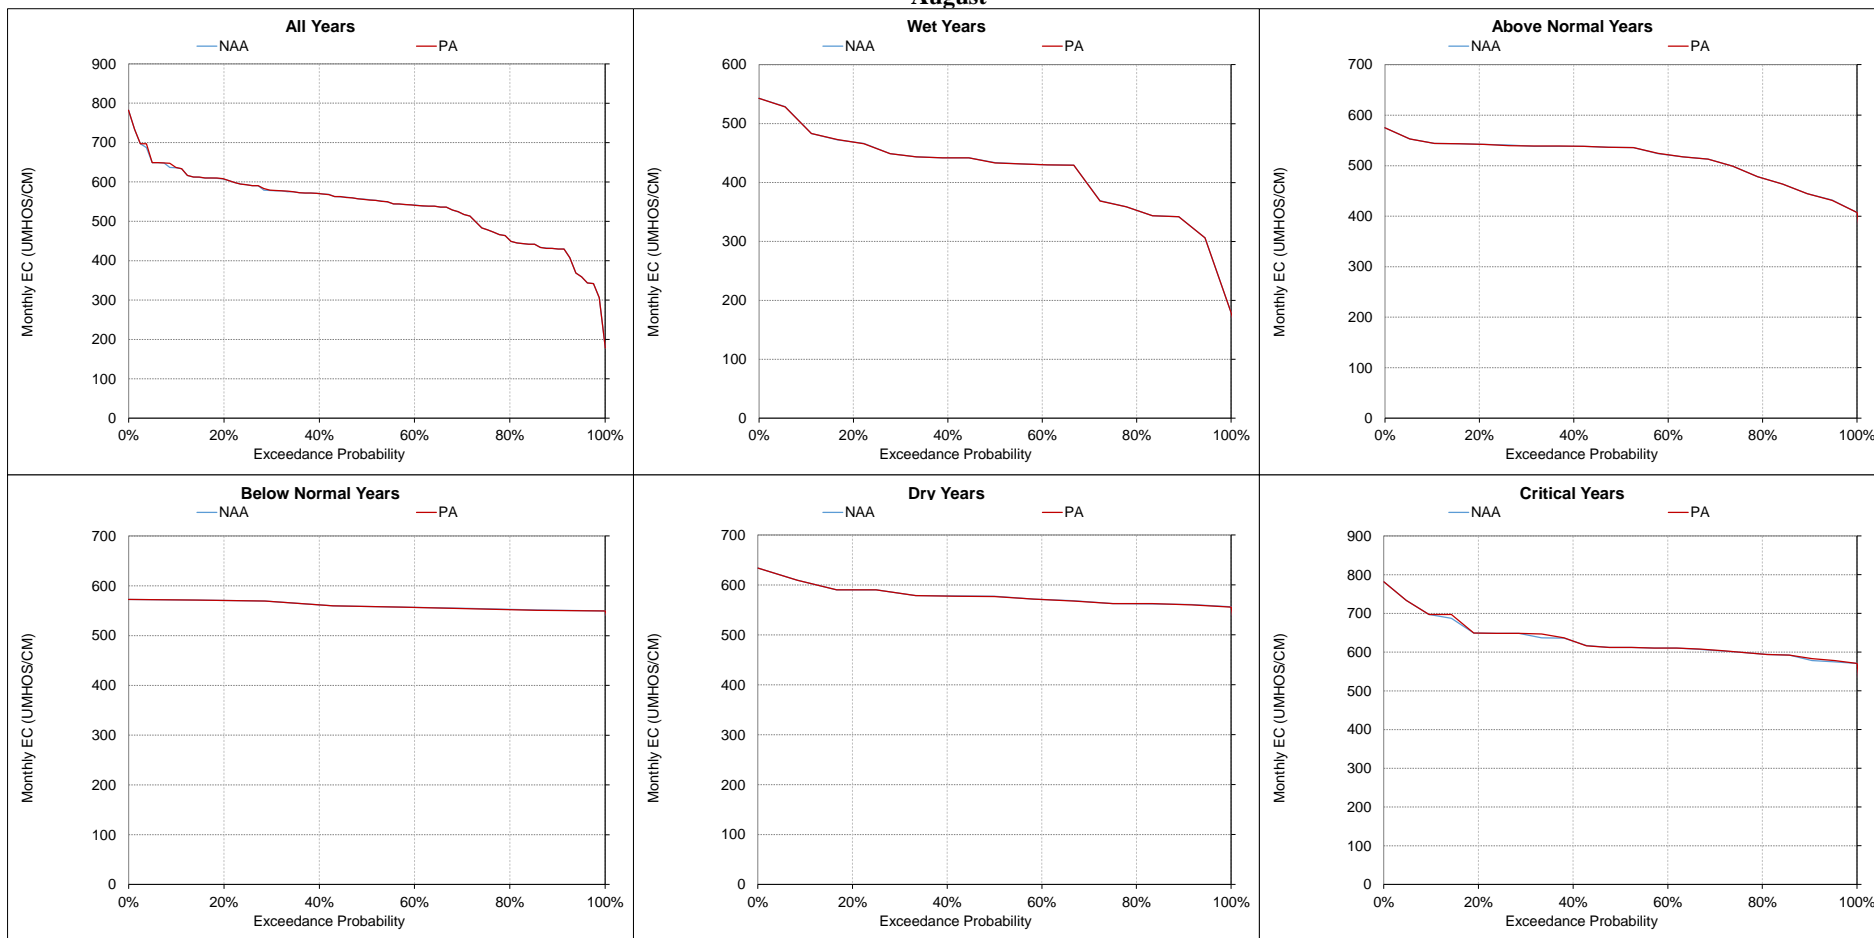 August
All Years
NAA PA
Monthly EC (UMHOS/CM)
900
800
700
600
500
400
300
200
100
0
0% 20% 40% 60% 80% 100%
Exceedance Probability
Wet Years
NAA PA
Monthly EC (UMHOS/CM)
600
500
400
300
200
100
0
0% 20% 40% 60% 80% 100%
Exceedance Probability
Above Normal Years
NAA PA
Monthly EC (UMHOS/CM)
700
600
500
400
300
200
100
0
0% 20% 40% 60% 80% 100%
Exceedance Probability
Below Normal Years
NAA PA
Monthly EC (UMHOS/CM)
700
600
500
400
300
200
100
0
0% 20% 40% 60% 80% 100%
Exceedance Probability
Dry Years
NAA PA
Monthly EC (UMHOS/CM)
700
600
500
400
300
200
100
0
0% 20% 40% 60% 80% 100%
Exceedance Probability
Critical Years
NAA PA
Monthly EC (UMHOS/CM)
900
800
700
600
500
400
300
200
100
0
0% 20% 40% 60% 80% 100%
Exceedance Probability